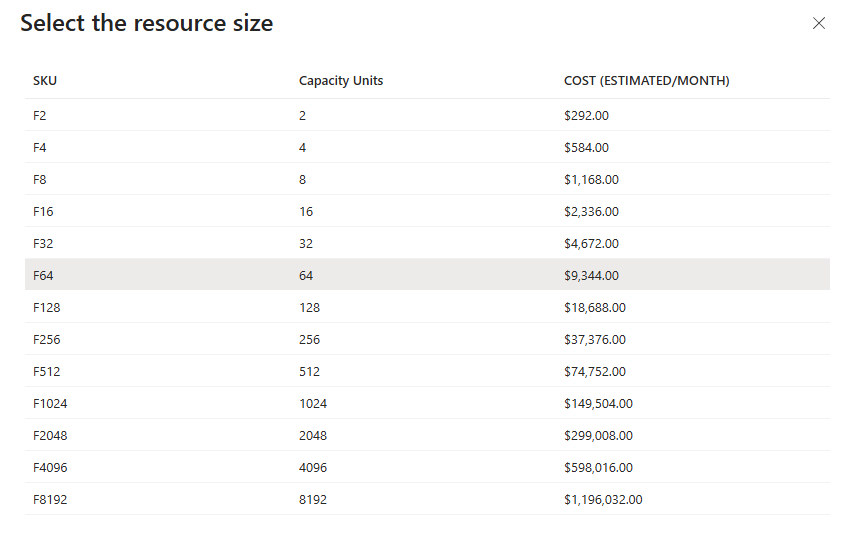 Select the resource size
SKU Capacity Units COST (ESTIMATED/MONTH)
F2 2 $292.00
F4 4 $584.00
F8 8 $1,168.00
F16 16 $2,336.00
F32 32 $4,672.00
F64 64 $9,344.00
F128 128 $18,688.00
F256 256 $37,376.00
F512 512 $74,752.00
F1024 1024 $149,504.00
F2048 2048 $299,008.00
F4096 4096 $598,016.00
F8192 8192 $1,196,032.00